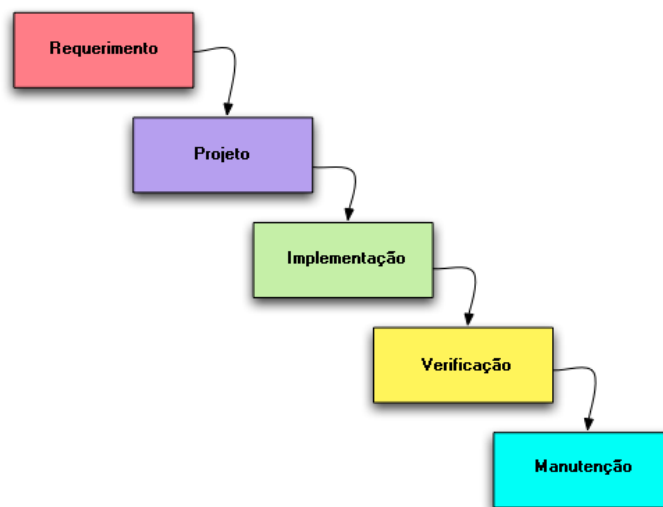 Requerimento
Projeto
Implementação
Verificação
Manutenção